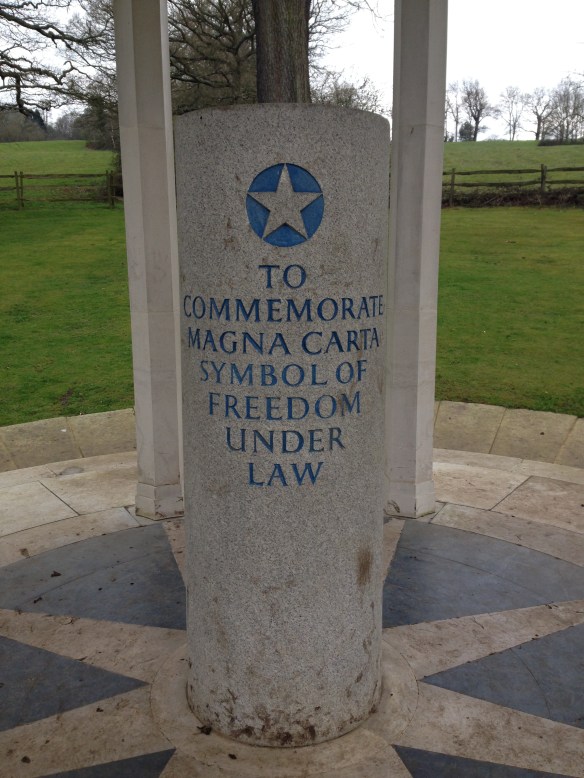 TO
COMMEMORATE
MAGNA CARTA
SYMBOL OF
FREEDOM
UNDER
LAW